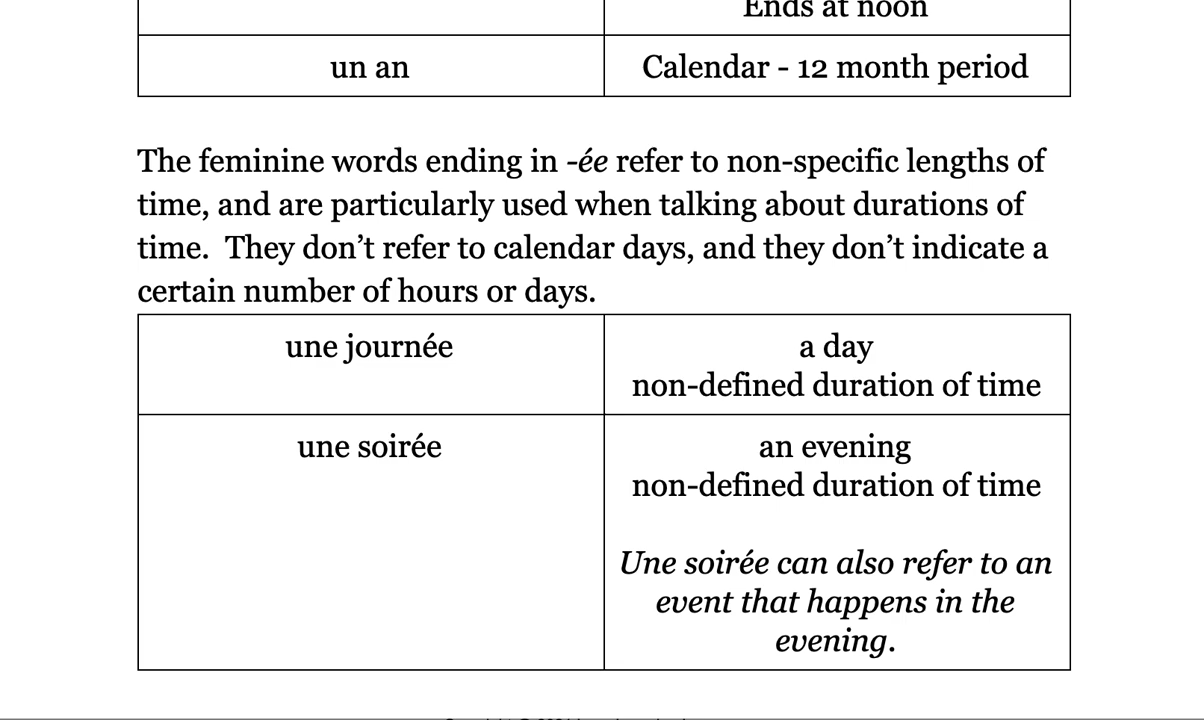 Ends at noon
un an
Calendar - 12 month period
The feminine words ending in -ée refer to non-specific lengths of
time, and are particularly used when talking about durations of
time.  They don’t refer to calendar days, and they don’t indicate a
certain number of hours or days.
une journée
a day
non-defined duration of time
une soirée
an evening
non-defined duration of time
Une soirée can also refer to an
event that happens in the
evening.